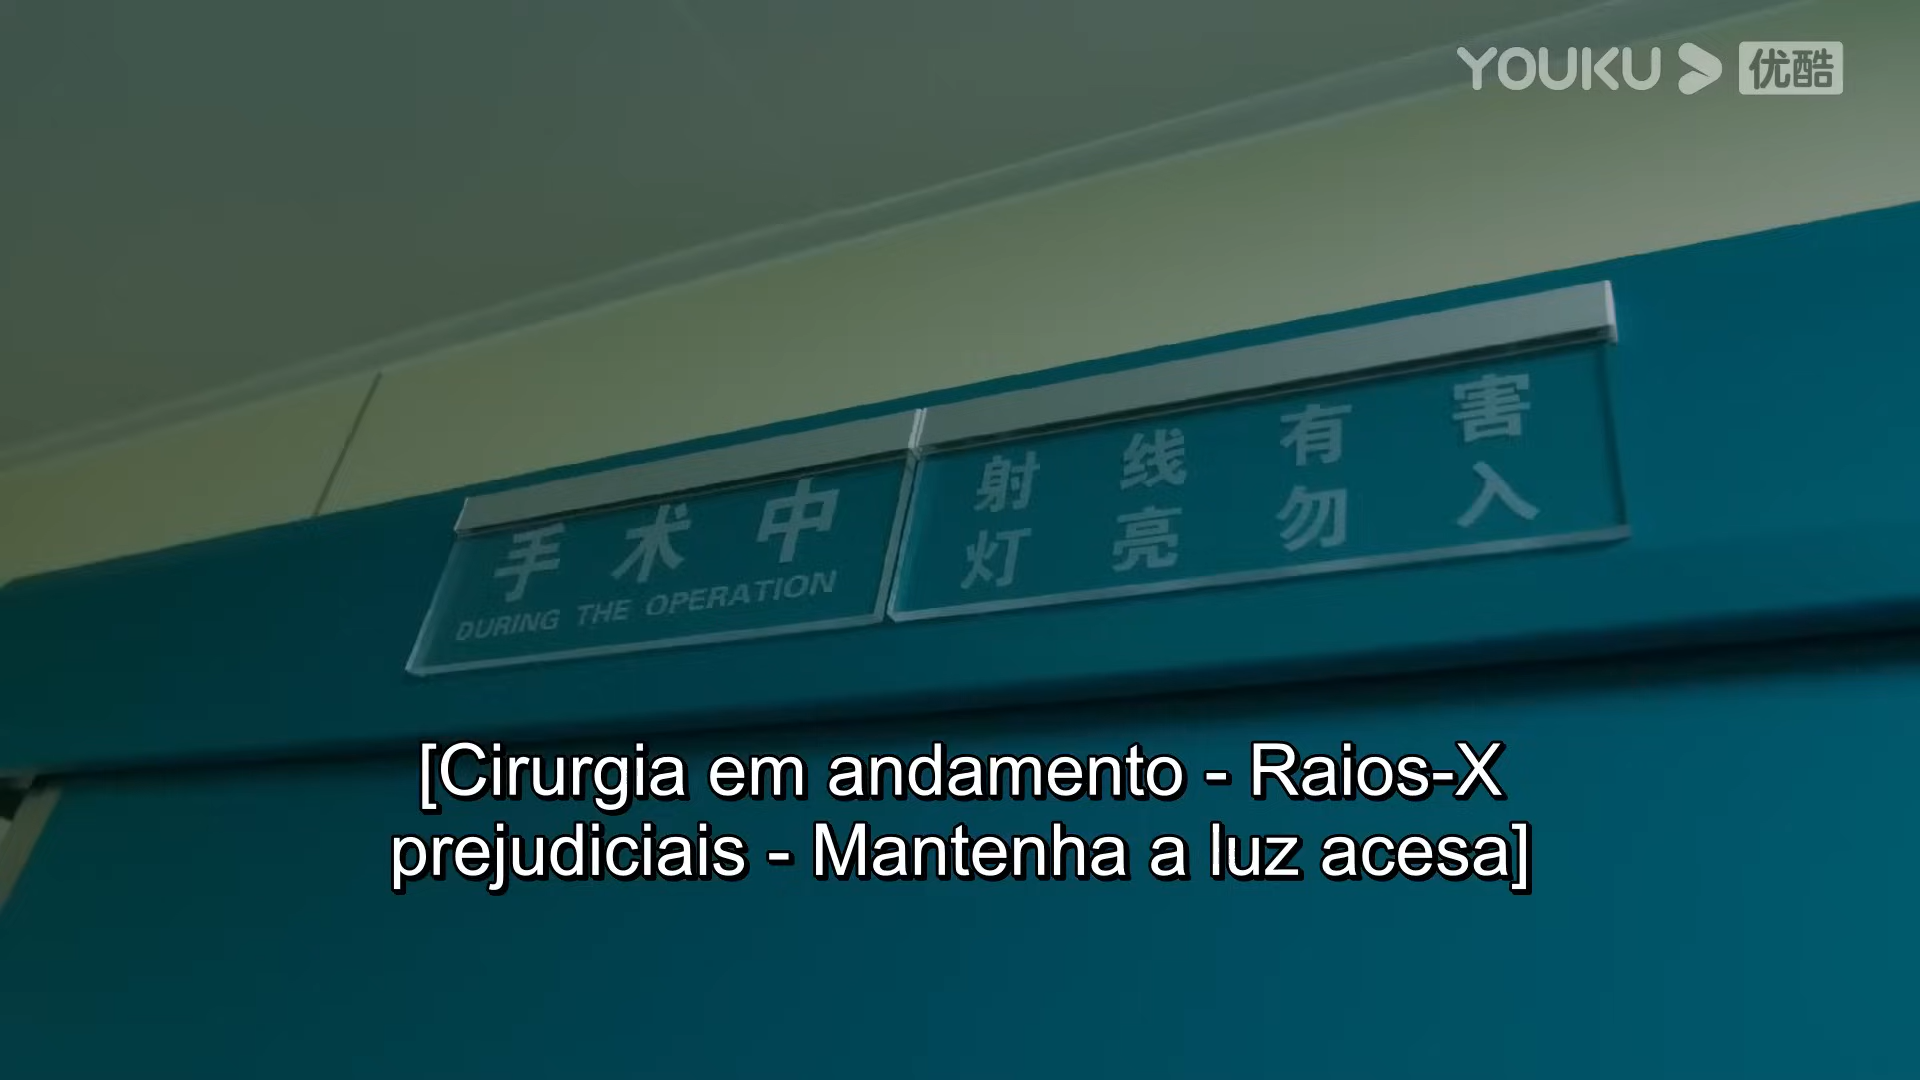 YOUKU 优酷
手术中
DURING THE OPERATION
射线有害
灯亮勿入
[Cirurgia em andamento - Raios-X
prejudiciais - Mantenha a luz acesa]